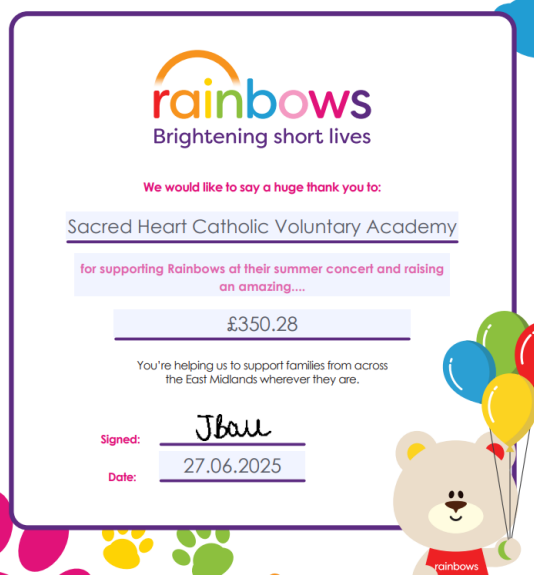 rainbows
Brightening short lives
We would like to say a huge thank you to:
Sacred Heart Catholic Voluntary Academy
for supporting Rainbows at their summer concert and raising
an amazing....
£350.28
You're helping us to support families from across
the East Midlands wherever they are.
Signed:
Date:
27.06.2025
rainbows